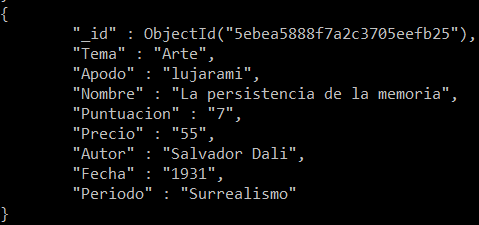 {
"_id" : ObjectId("5ebea5888f7a2c3705eefb25"),
"Tema" : "Arte",
"Apodo" : "lujarami",
"Nombre" : "La persistencia de la memoria",
"Puntuacion" : "7",
"Precio" : "55",
"Autor" : "Salvador Dali",
"Fecha" : "1931",
"Periodo" : "Surrealismo"
}